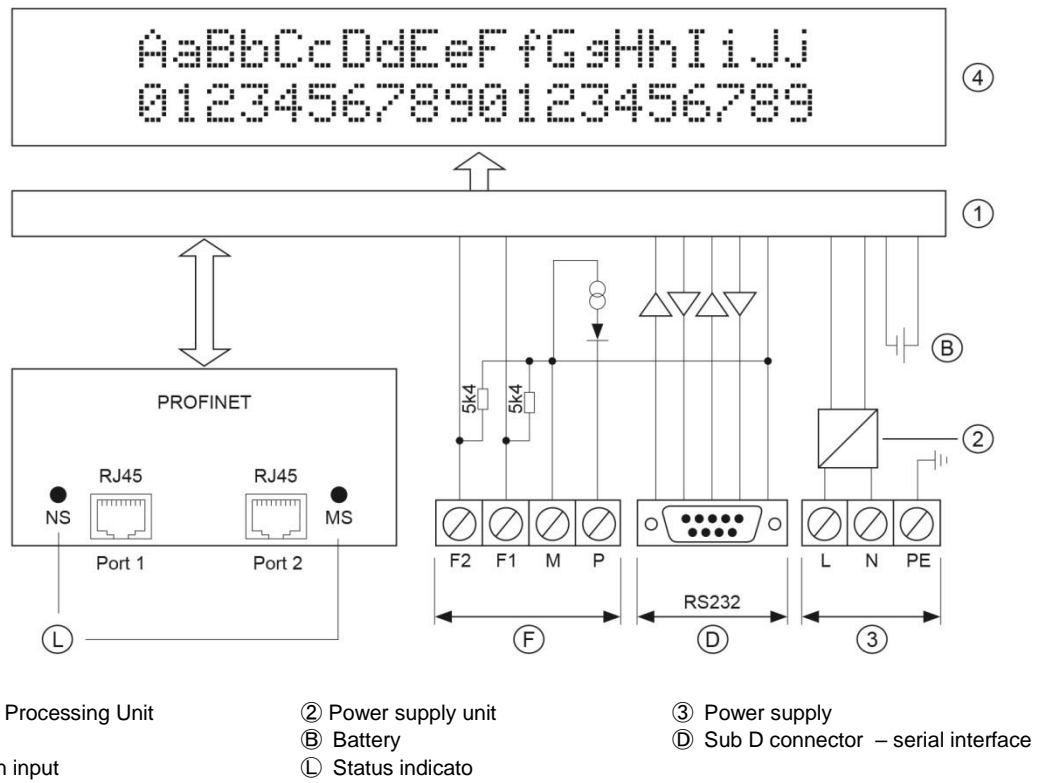 AaBbCcDdEeFfGgHhIiJj
01234567890123456789
④
①
Ⓑ
②
PROFINET
RJ45 RJ45
NS MS
Port 1 Port 2
5k4 5k4
F2 F1 M P
RS232
L N PE
Ⓛ Ⓕ Ⓓ ③
Processing Unit ② Power supply unit ③ Power supply
Ⓑ Battery Ⓓ Sub D connector – serial interface
n input Ⓛ Status indicato